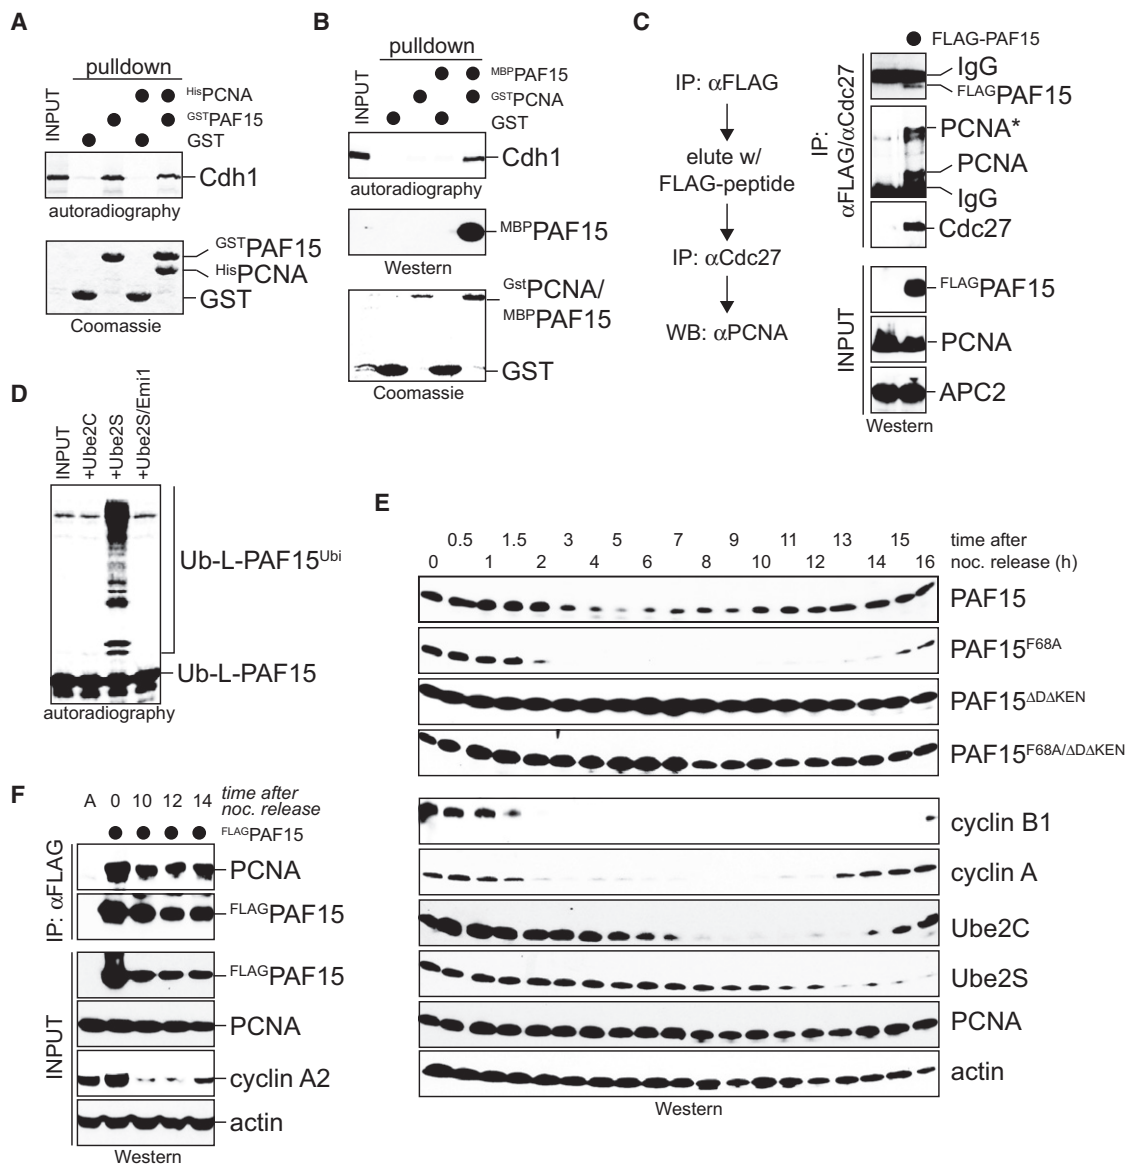 A
pulldown
INPUT
HisPCNA
GSTPAF15
GST
Cdh1
autoradiography
GSTPAF15
HisPCNA
GST
Coomassie
B
pulldown
INPUT
MBPPAF15
GSTPCNA
GST
Cdh1
autoradiography
MBPPAF15
Western
GstPCNA/
MBPPAF15
GST
Coomassie
C
IP: αFLAG
elute w/
FLAG-peptide
IP: αCdc27
WB: αPCNA
FLAG-PAF15
IP:
αFLAG/αCdc27
IgG
FLAGPAF15
PCNA*
PCNA
IgG
Cdc27
INPUT
FLAGPAF15
PCNA
APC2
Western
D
INPUT
+Ube2C
+Ube2S
+Ube2S/Emi1
Ub-L-PAF15Ubi
Ub-L-PAF15
autoradiography
E
0.5 1.5 3 5 7 9 11 13 15 time after
0 1 2 4 6 8 10 12 14 16 noc. release (h)
PAF15
PAF15F68A
PAF15ΔDΔKEN
PAF15F68A/ΔDΔKEN
cyclin B1
cyclin A
Ube2C
Ube2S
PCNA
actin
Western
F
A 0 10 12 14 time after
noc. release
FLAGPAF15
IP: αFLAG
PCNA
FLAGPAF15
INPUT
FLAGPAF15
PCNA
cyclin A2
actin
Western